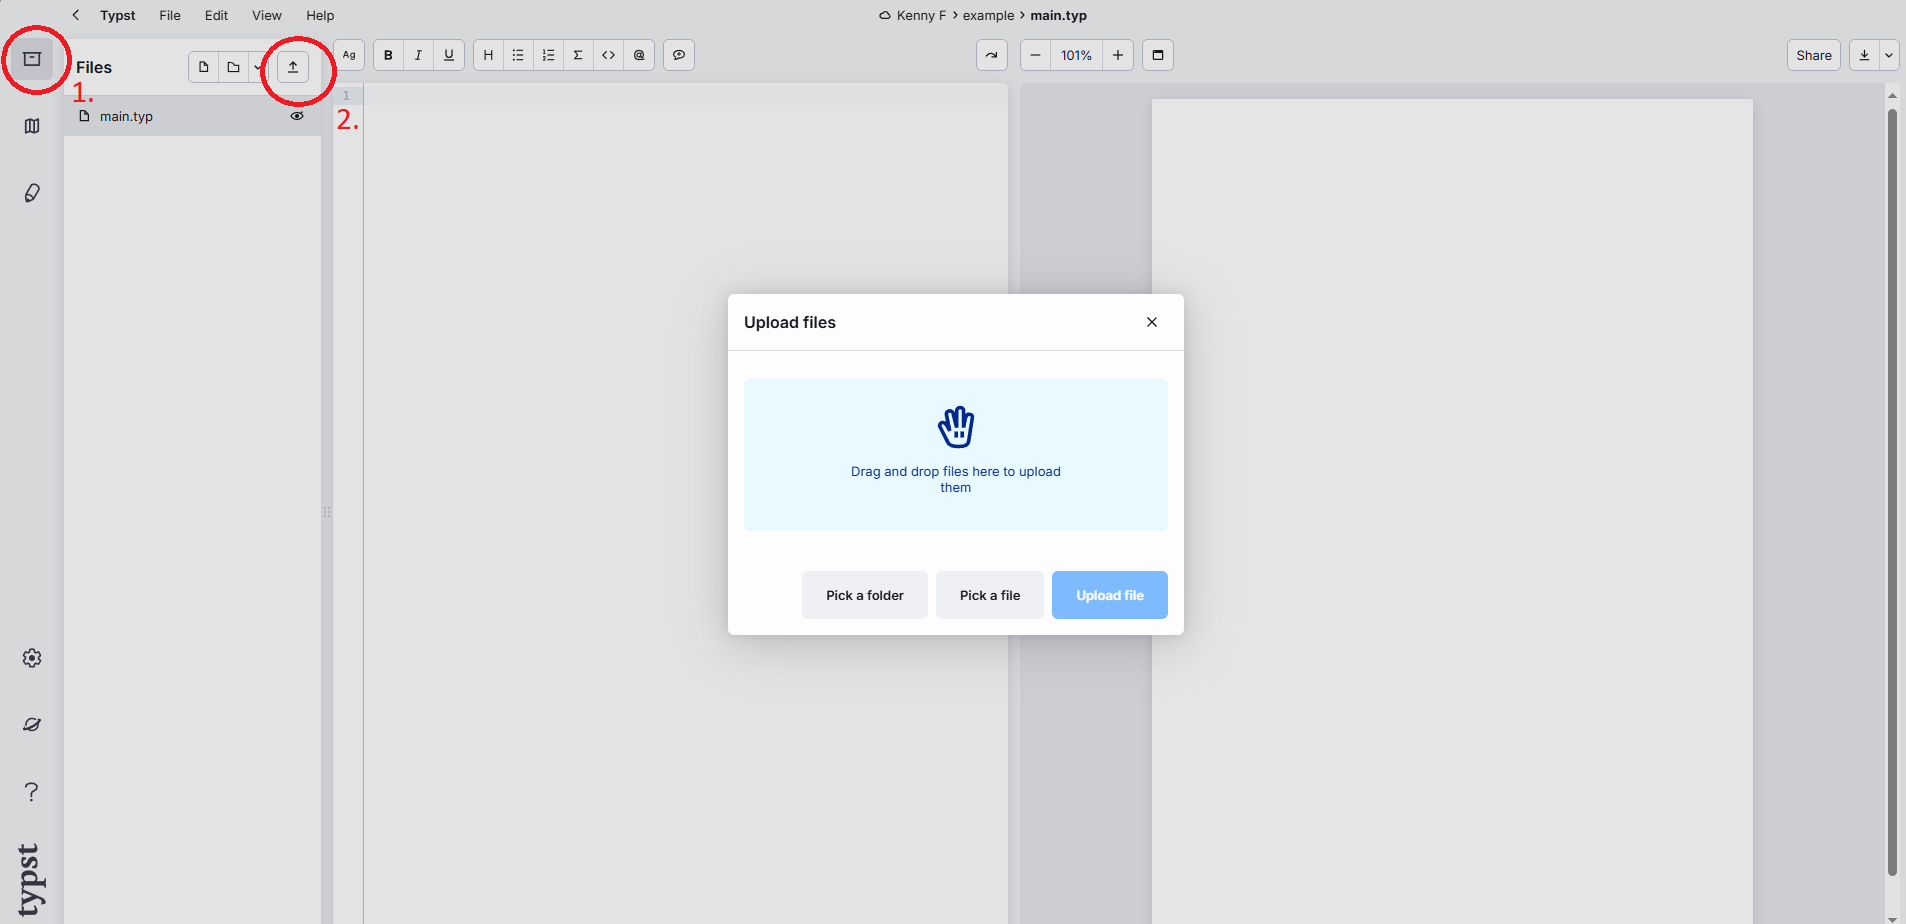 Typst File Edit View Help
Kenny F > example > main.typ
Files
Ag B I U H Σ <> @
101%
Share
1.
1
main.typ
2.
Upload files
Drag and drop files here to upload
them
Pick a folder Pick a file Upload file
?
typst